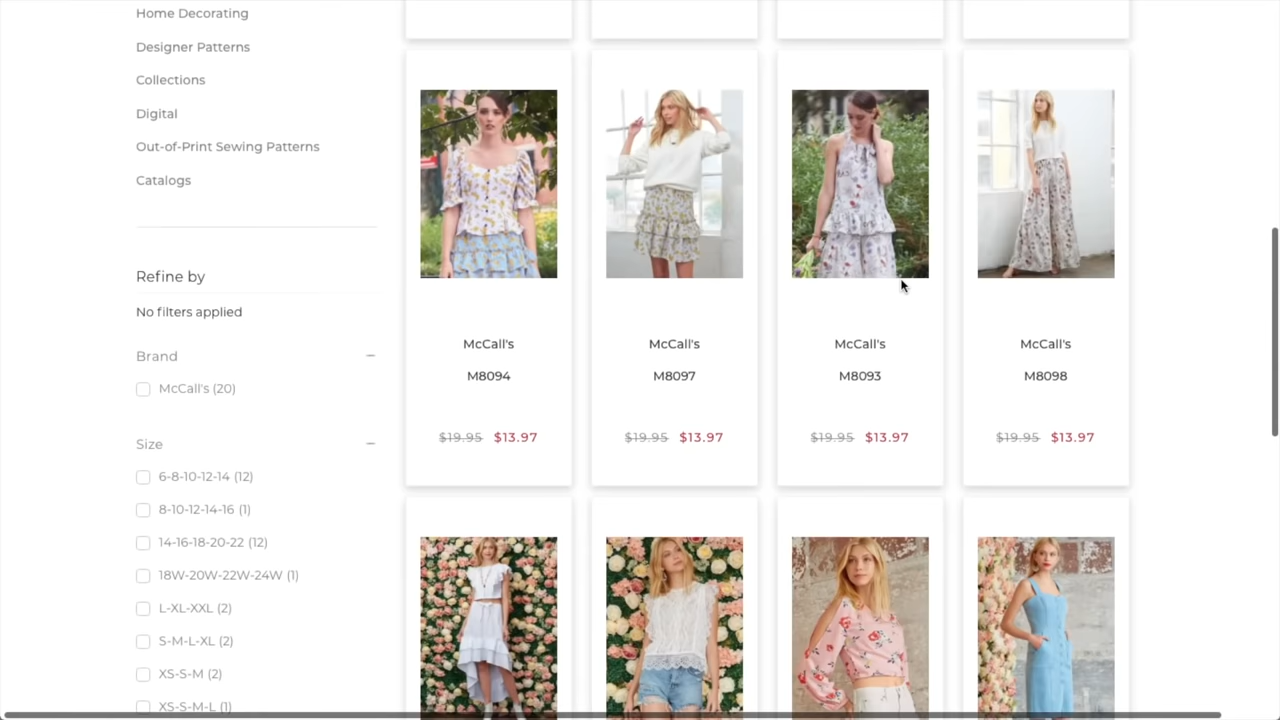 Home Decorating
Designer Patterns
Collections
Digital
Out-of-Print Sewing Patterns
Catalogs
Refine by
No filters applied
Brand
McCall's (20)
Size
6-8-10-12-14 (12)
8-10-12-14-16 (1)
14-16-18-20-22 (12)
18W-20W-22W-24W (1)
L-XL-XXL (2)
S-M-L-XL (2)
XS-S-M (2)
XS-S-M-L (1)
McCall's
M8094
$19.95 $13.97
McCall's
M8097
$19.95 $13.97
McCall's
M8093
$19.95 $13.97
McCall's
M8098
$19.95 $13.97